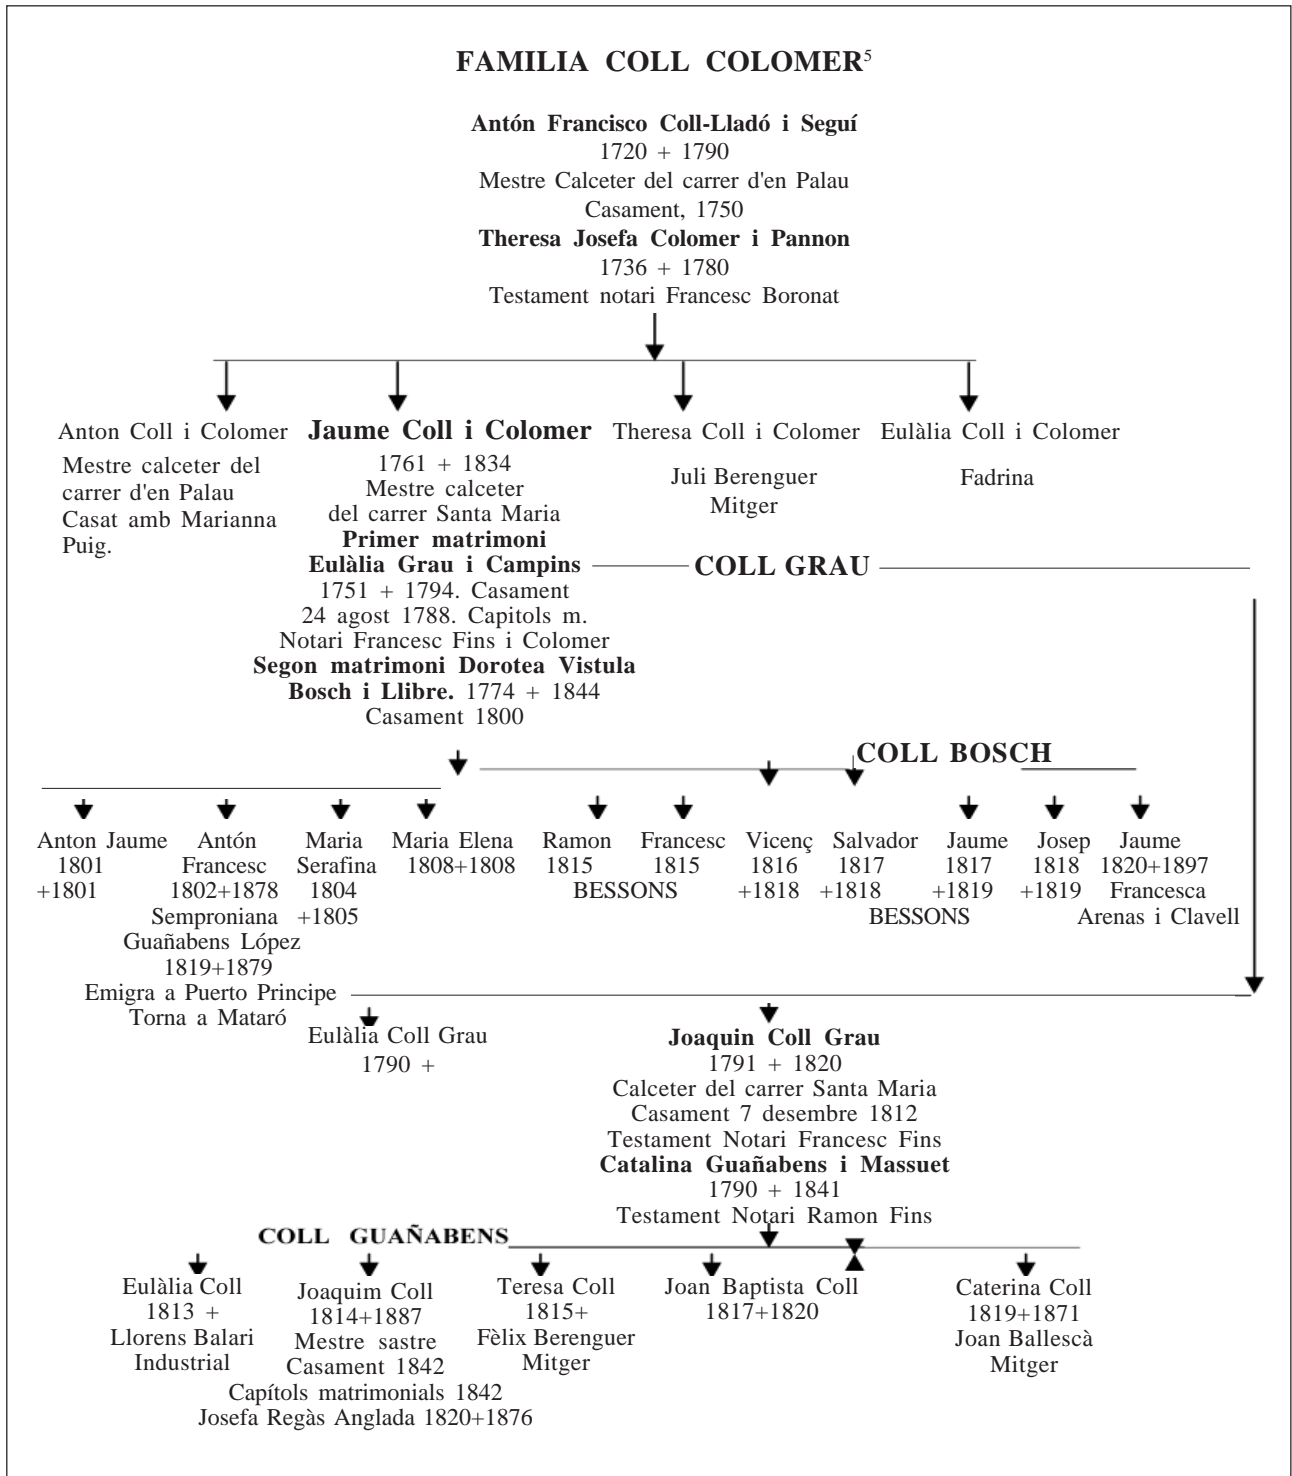 FAMILIA COLL COLOMER⁵
Antón Francisco Coll-Lladó i Seguí
1720 + 1790
Mestre Calceter del carrer d'en Palau
Casament, 1750
Theresa Josefa Colomer i Pannon
1736 + 1780
Testament notari Francesc Boronat
Anton Coll i Colomer
Mestre calceter del
carrer d'en Palau
Casat amb Marianna
Puig.
Jaume Coll i Colomer
1761 + 1834
Mestre calceter
del carrer Santa Maria
Primer matrimoni
Eulàlia Grau i Campins
1751 + 1794. Casament
24 agost 1788. Capitols m.
Notari Francesc Fins i Colomer
Segon matrimoni Dorotea Vistula
Bosch i Llibre. 1774 + 1844
Casament 1800
Theresa Coll i Colomer
Juli Berenguer
Mitger
Eulàlia Coll i Colomer
Fadrina
COLL GRAU
COLL BOSCH
Anton Jaume
1801
+1801
Antón
Francesc
1802+1878
Semproniana
Guañabens López
1819+1879
Emigra a Puerto Principe
Torna a Mataró
Maria
Serafina
1804
+1805
Maria Elena
1808+1808
Ramon
1815
Francesc
1815
BESSONS
Vicenç
1816
+1818
Salvador
1817
+1818
Jaume
1817
+1819
BESSONS
Josep
1818
+1819
Jaume
1820+1897
Francesca
Arenas i Clavell
Eulàlia Coll Grau
1790 +
Joaquin Coll Grau
1791 + 1820
Calceter del carrer Santa Maria
Casament 7 desembre 1812
Testament Notari Francesc Fins
Catalina Guañabens i Massuet
1790 + 1841
Testament Notari Ramon Fins
COLL GUAÑABENS
Eulàlia Coll
1813 +
Llorens Balari
Industrial
Joaquim Coll
1814+1887
Mestre sastre
Casament 1842
Capítols matrimonials 1842
Josefa Regàs Anglada 1820+1876
Teresa Coll
1815+
Fèlix Berenguer
Mitger
Joan Baptista Coll
1817+1820
Caterina Coll
1819+1871
Joan Ballescà
Mitger